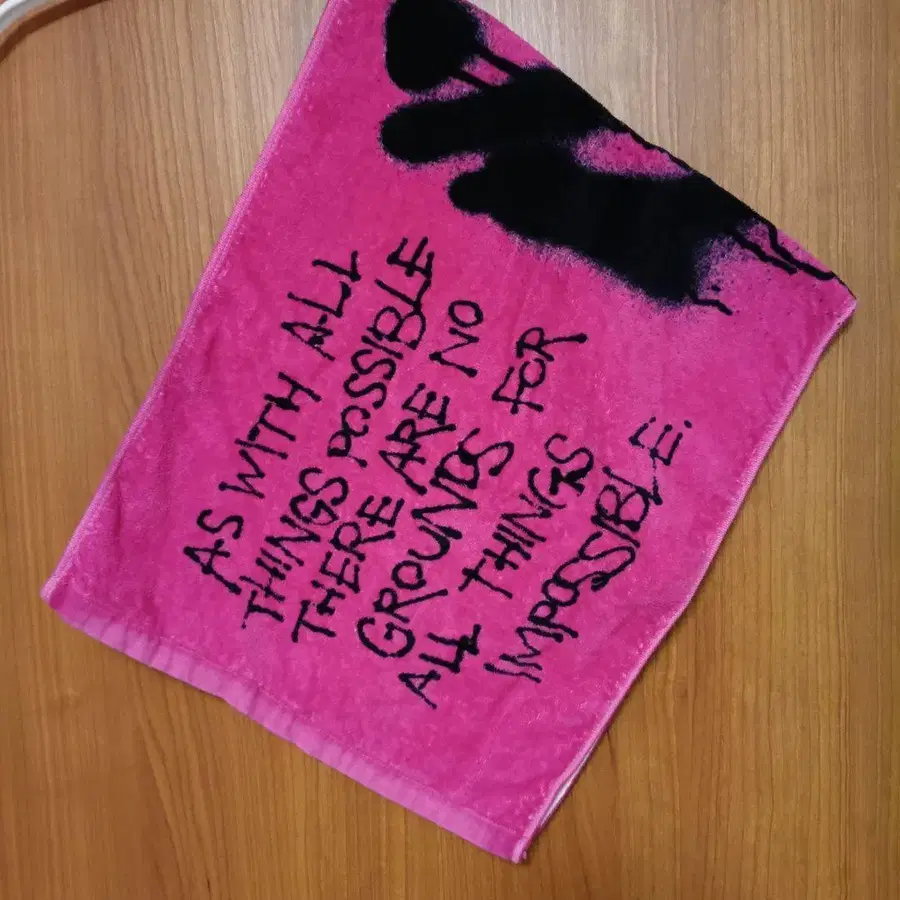 AS WITH ALL
THINGS POSSIBLE
THERE ARE NO
GROUNDS FOR
ALL THINGS
IMPOSSIBLE.